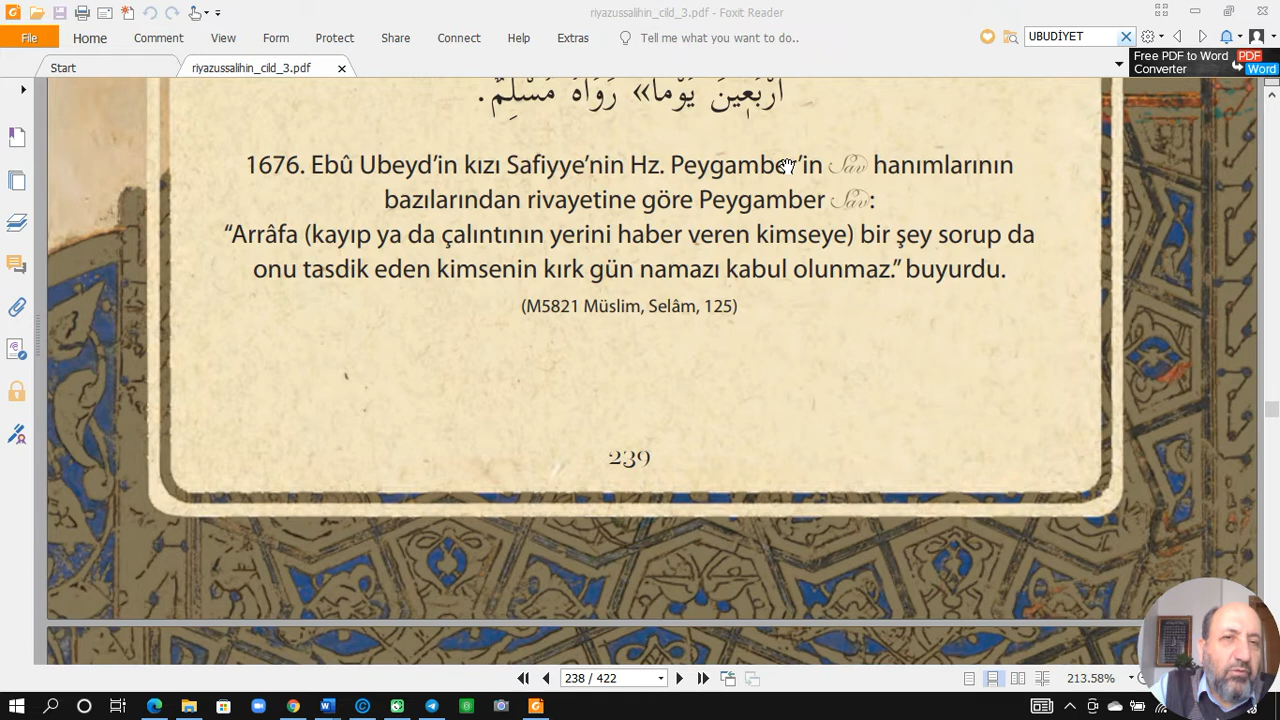 riyazussalihin_cild_3.pdf - Foxit Reader
File Home Comment View Form Protect Share Connect Help Extras Tell me what you want to do.. UBUDİYET
Start riyazussalihin_cild_3.pdf
Free PDF to Word Converter PDF Word
أَرْبَعِينَ يَوْمًا» رَوَاهُ مُسْلِمٌ.
1676. Ebû Ubeyd’in kızı Safiyye’nin Hz. Peygamber’in Sav hanımlarının
bazılarından rivayetine göre Peygamber Sav:
“Arrâfa (kayıp ya da çalıntının yerini haber veren kimseye) bir şey sorup da
onu tasdik eden kimsenin kırk gün namazı kabul olunmaz.” buyurdu.
(M5821 Müslim, Selâm, 125)
239
238 / 422 213.58%